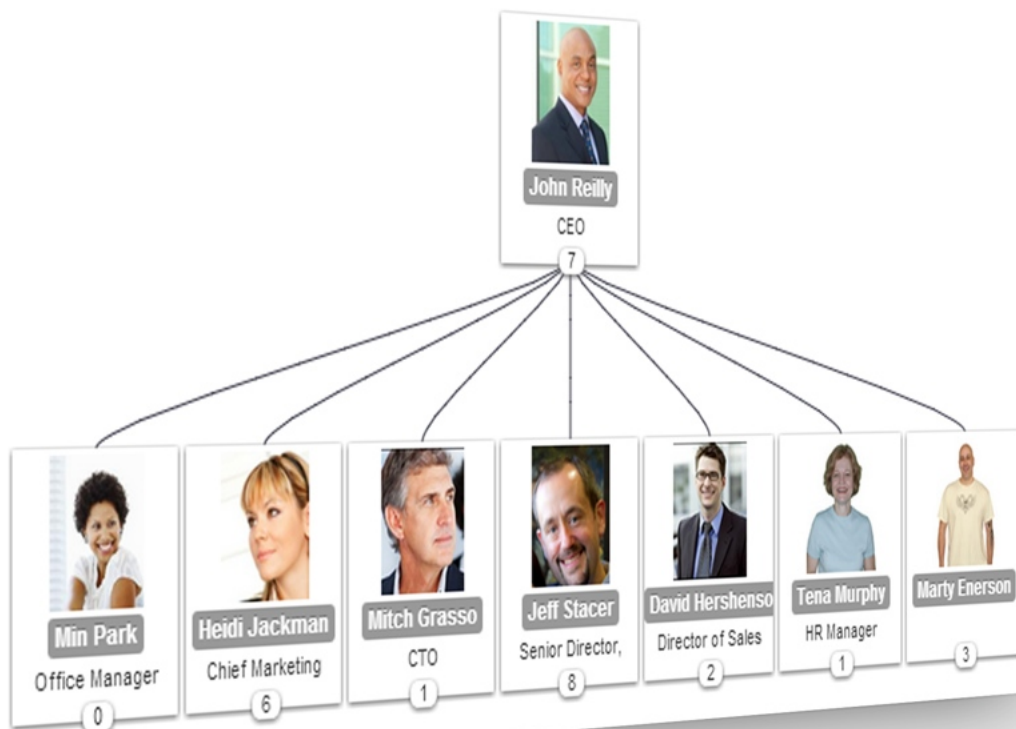 John Reilly
CEO
7
Min Park
Office Manager
0
Heidi Jackman
Chief Marketing
6
Mitch Grasso
CTO
1
Jeff Stacer
Senior Director,
8
David Hershenso
Director of Sales
2
Tena Murphy
HR Manager
1
Marty Enerson
3